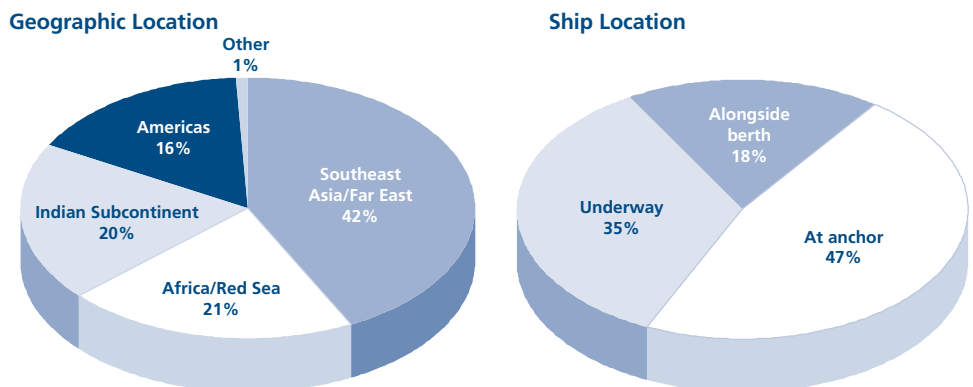 Geographic Location
Other
1%
Americas
16%
Southeast
Asia/Far East
42%
Indian Subcontinent
20%
Africa/Red Sea
21%
Ship Location
Alongside
berth
18%
Underway
35%
At anchor
47%